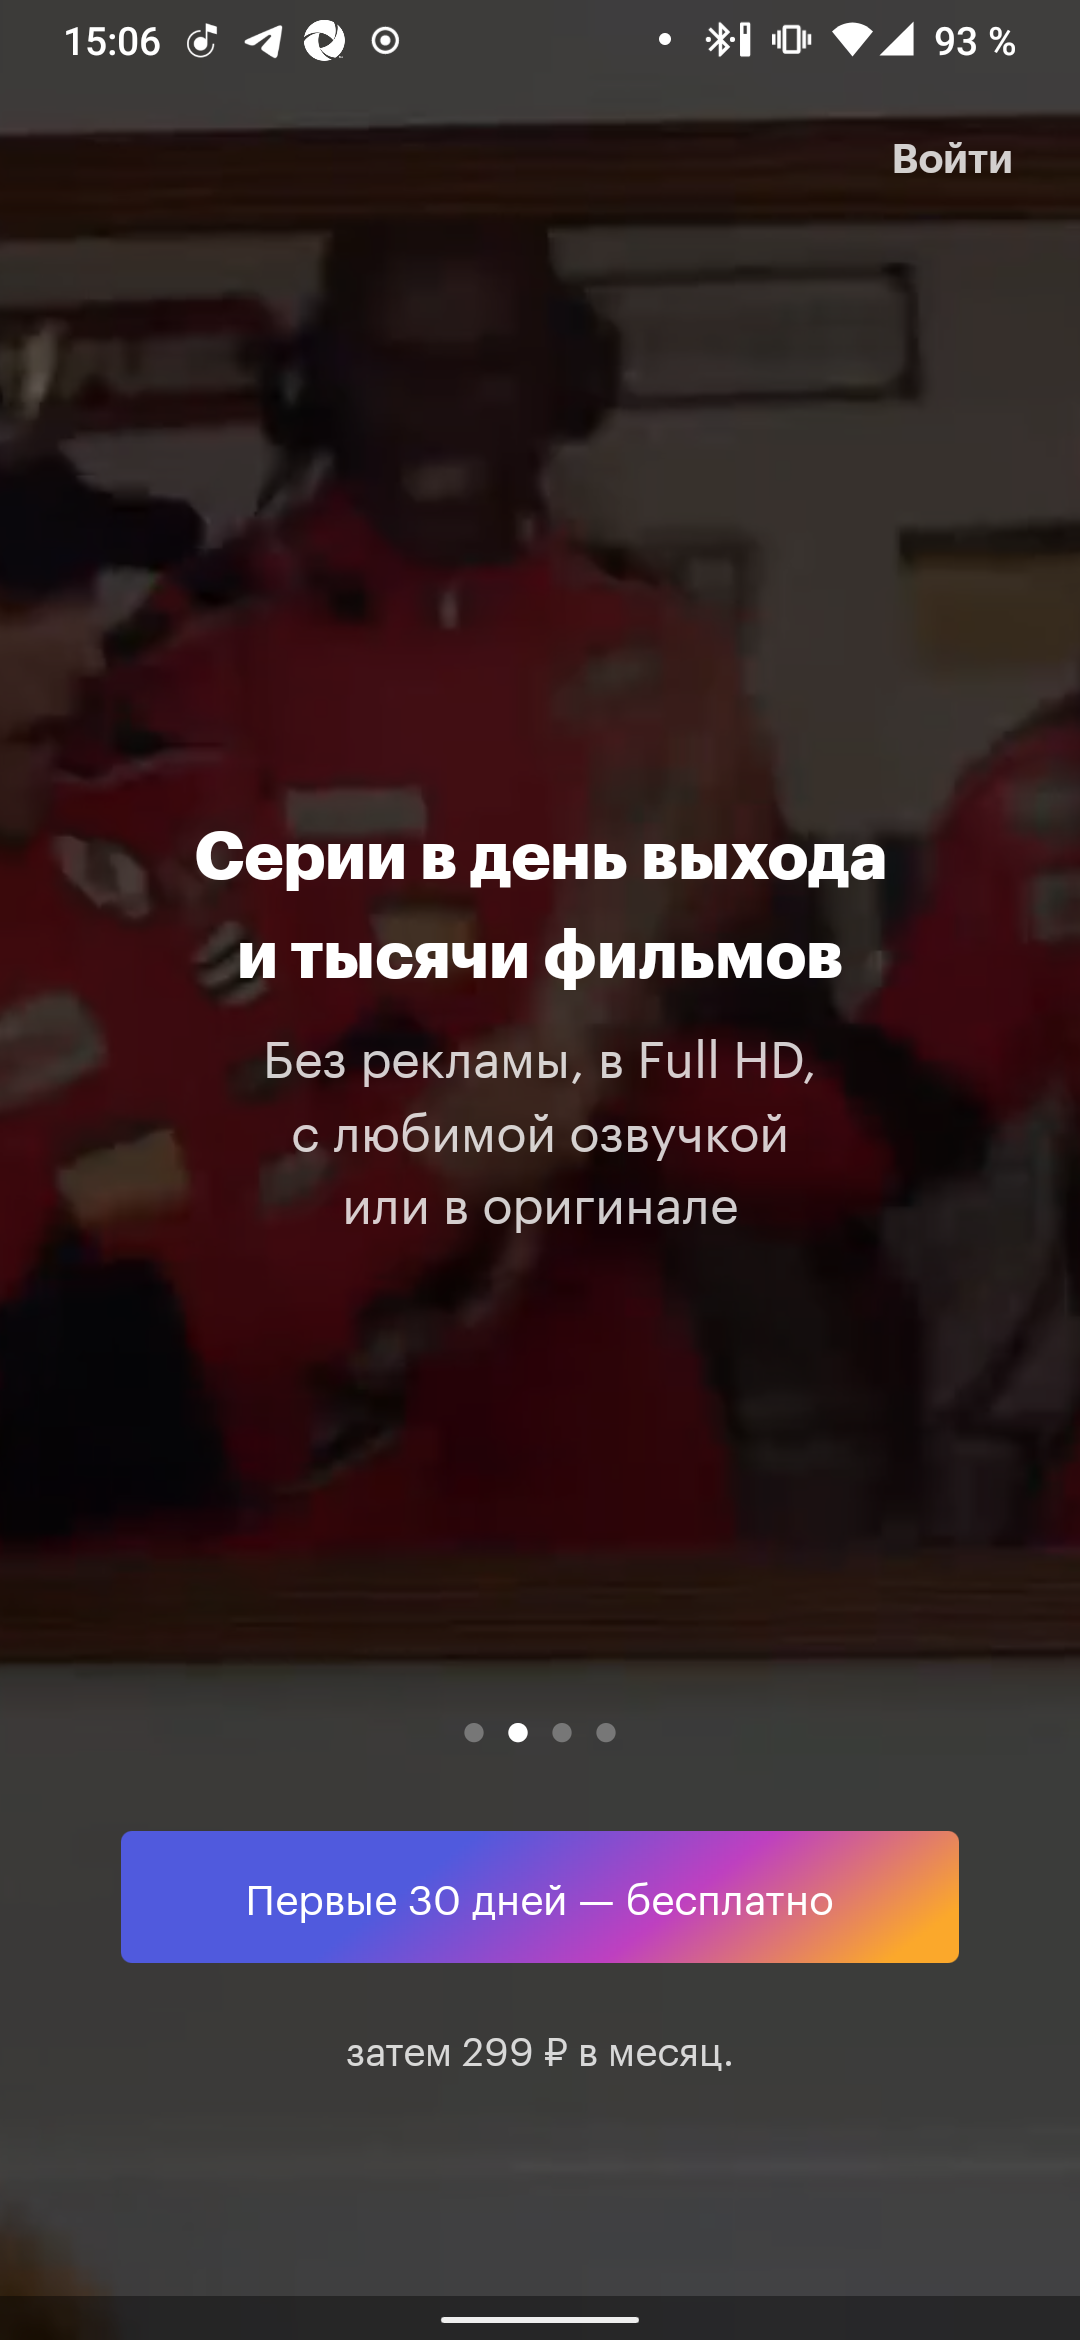 15:06
93 %
Войти
Серии в день выхода
и тысячи фильмов
Без рекламы, в Full HD,
с любимой озвучкой
или в оригинале
Первые 30 дней — бесплатно
затем 299 ₽ в месяц.